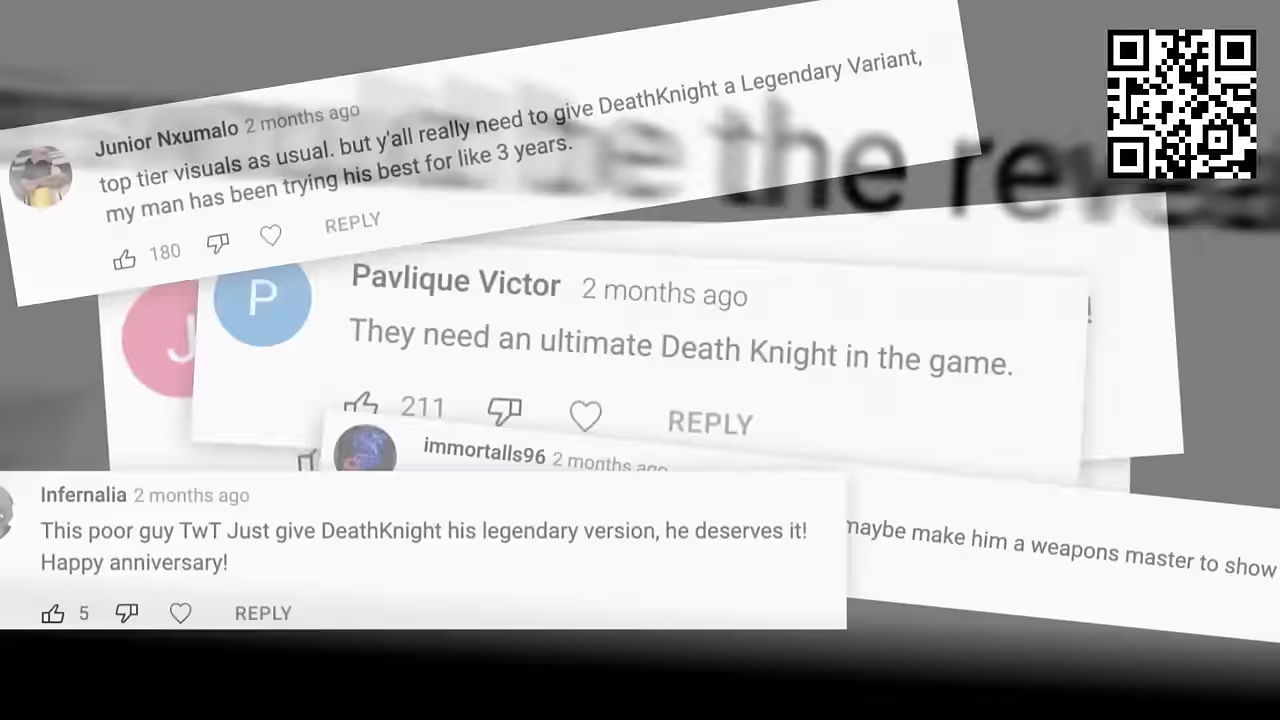 Junior Nxumalo 2 months ago
top tier visuals as usual. but y'all really need to give DeathKnight a Legendary Variant,
my man has been trying his best for like 3 years.
180 REPLY
the
J
P
Pavlique Victor 2 months ago
They need an ultimate Death Knight in the game.
!
211 REPLY
immortalls96 2 months ago
maybe make him a weapons master to show
Infernalia 2 months ago
This poor guy TwT Just give DeathKnight his legendary version, he deserves it!
Happy anniversary!
5 REPLY